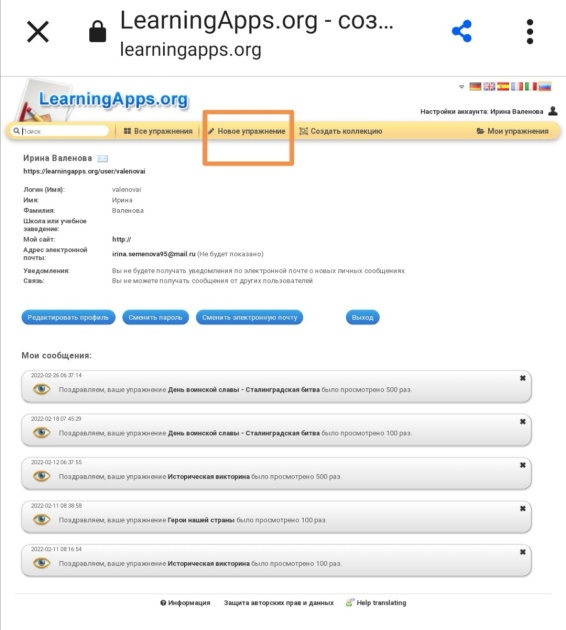 LearningApps.org - соз...
learningapps.org
LearningApps.org
Настройки аккаунта: Ирина Валенова
Поиск
Все упражнения
Новое упражнение
Создать коллекцию
Мои упражнения
Ирина Валенова
https://learningapps.org/user/valenovai
Логин (Имя): valenovai
Имя: Ирина
Фамилия: Валенова
Школа или учебное
заведение:
Мой сайт: http://
Адрес электронной
почты: irina.semenova95@mail.ru (Не будет показано)
Уведомления: Вы не будете получать уведомления по электронной почте о новых личных сообщениях.
Связь: Вы не можете получать сообщения от других пользователей.
Редактировать профиль
Сменить пароль
Сменить электронную почту
Выход
Мои сообщения:
2022-02-26 06:37:14
Поздравляем, ваше упражнение День воинской славы - Сталинградская битва было просмотрено 500 раз.
2022-02-18 07:45:29
Поздравляем, ваше упражнение День воинской славы - Сталинградская битва было просмотрено 100 раз.
2022-02-12 06:37:55
Поздравляем, ваше упражнение Историческая викторина было просмотрено 500 раз.
2022-02-11 08:38:58
Поздравляем, ваше упражнение Герои нашей страны было просмотрено 100 раз.
2022-02-11 08:16:54
Поздравляем, ваше упражнение Историческая викторина было просмотрено 100 раз.
Информация
Защита авторских прав и данных
Help translating